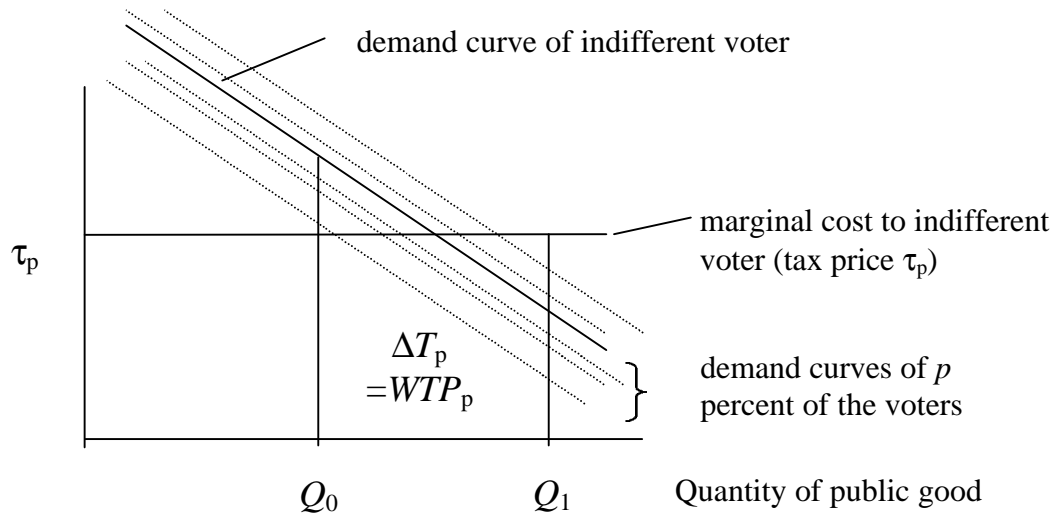 demand curve of indifferent voter
marginal cost to indifferent
voter (tax price τp)
τp
ΔTp
=WTPp
demand curves of p
percent of the voters
Q0
Q1
Quantity of public good